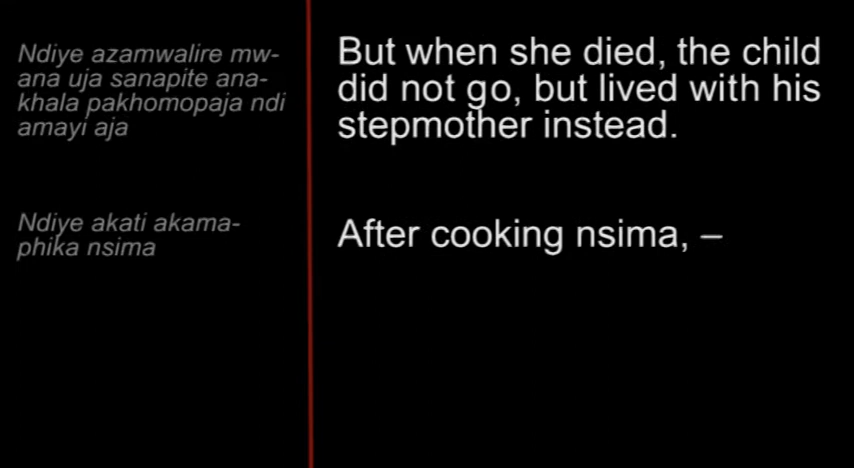 Ndiye azamwalire mw-
ana uja sanapite ana-
khala pakhomopaja ndi
amayi aja
But when she died, the child
did not go, but lived with his
stepmother instead.
Ndiye akati akama-
phika nsima
After cooking nsima, –